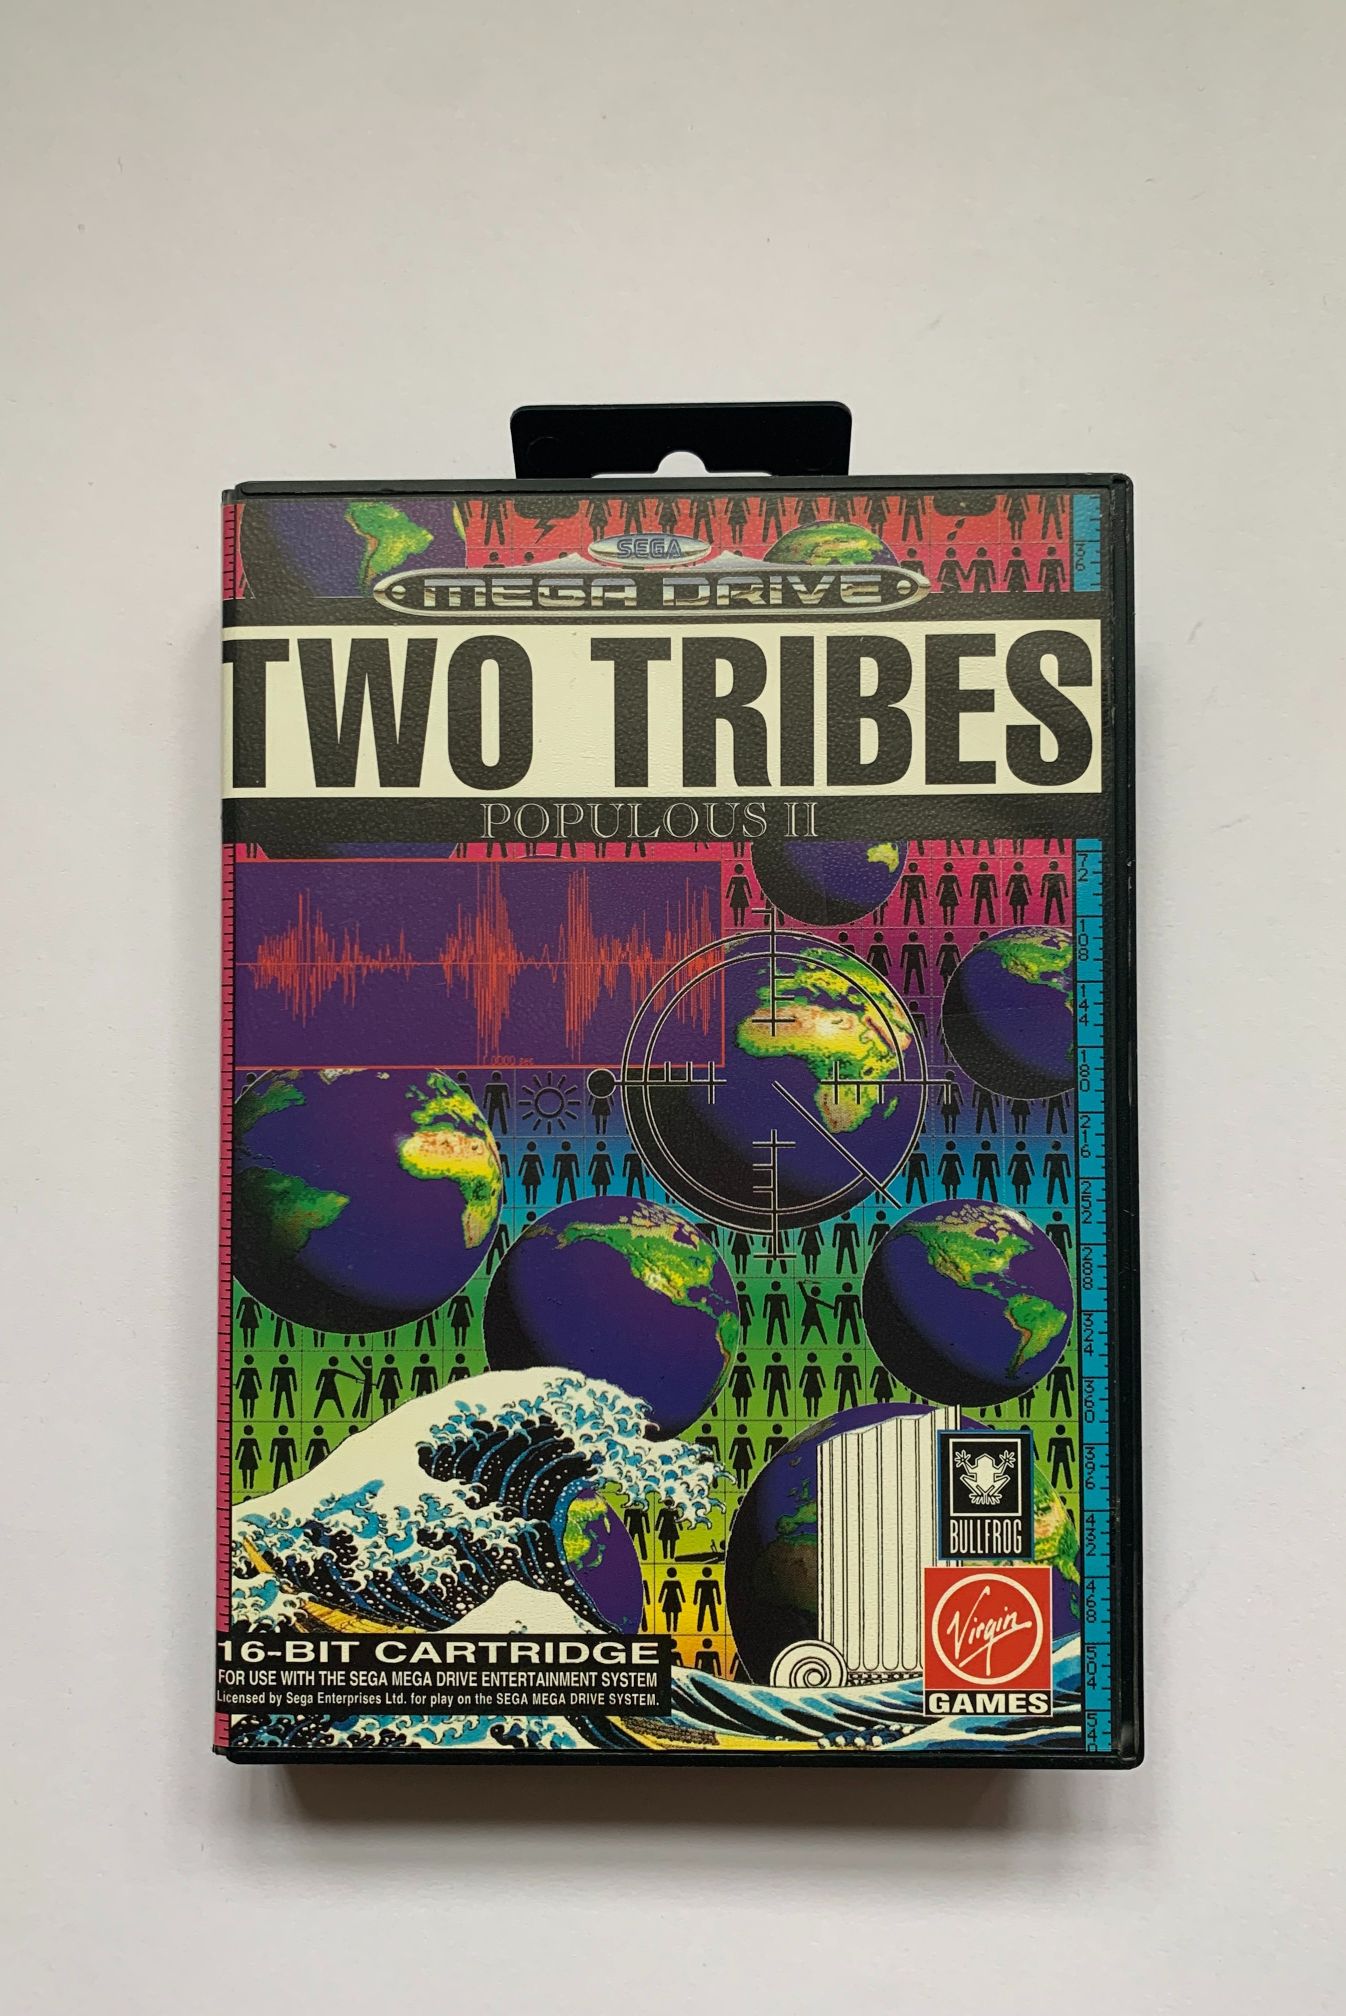 SEGA
MEGA DRIVE
TWO TRIBES
POPULOUS II
36
72
108
144
180
216
252
288
324
360
396
432
468
504
540
BULLFROG
Virgin
GAMES
16-BIT CARTRIDGE
FOR USE WITH THE SEGA MEGA DRIVE ENTERTAINMENT SYSTEM
Licensed by Sega Enterprises Ltd. for play on the SEGA MEGA DRIVE SYSTEM.